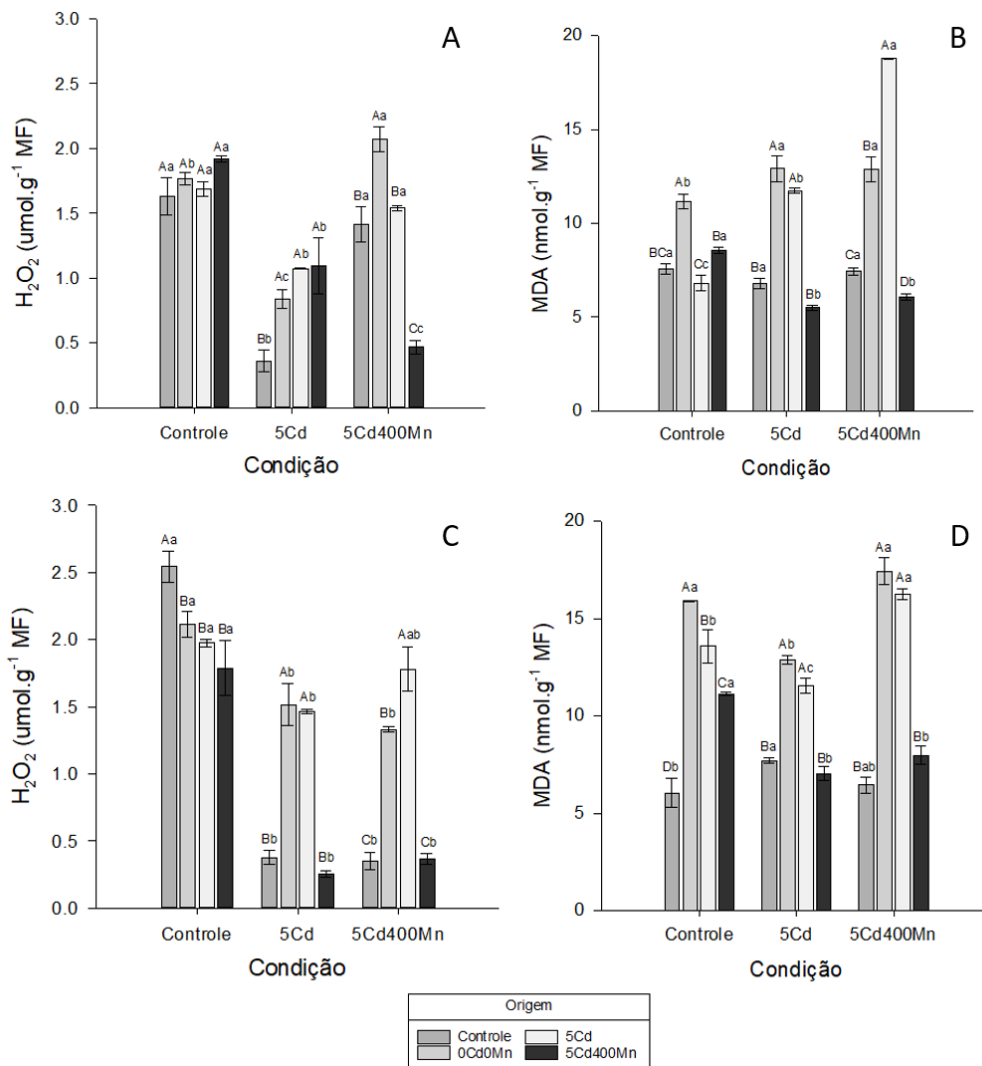 A
H₂O₂ (umol.g⁻¹ MF)
3.0
2.5
2.0
1.5
1.0
0.5
0.0
Aa Ab Aa Aa
Bb Ac Ab Ab
Ba Aa Ba Cc
Controle 5Cd 5Cd400Mn
Condição
B
MDA (nmol.g⁻¹ MF)
20
15
10
5
0
BCa Ab Cc Ba
Ba Aa Ab Bb
Ca Ba Aa Db
Controle 5Cd 5Cd400Mn
Condição
C
H₂O₂ (umol.g⁻¹ MF)
3.0
2.5
2.0
1.5
1.0
0.5
0.0
Aa Ba Ba Ba
Bb Ab Ab Bb
Cb Bb Aab Cb
Controle 5Cd 5Cd400Mn
Condição
D
MDA (nmol.g⁻¹ MF)
20
15
10
5
0
Db Aa Bb Ca
Ba Ab Ac Bb
Bab Aa Aa Bb
Controle 5Cd 5Cd400Mn
Condição
Origem
Controle 5Cd
0Cd0Mn 5Cd400Mn